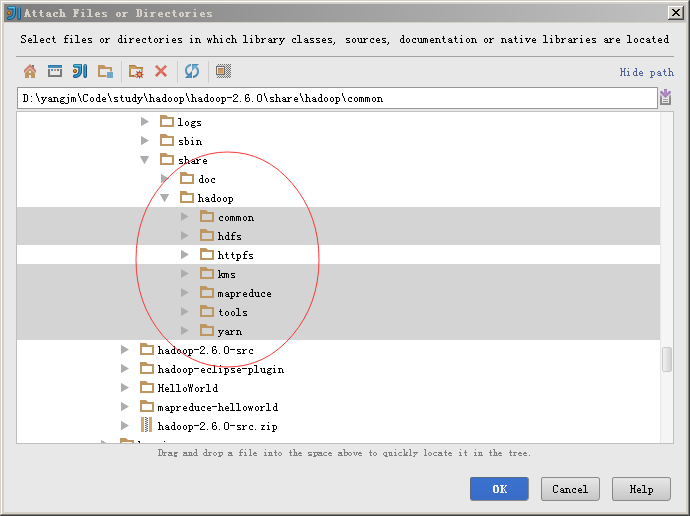 Attach Files or Directories
Select files or directories in which library classes, sources, documentation or native libraries are located
Hide path
D:\yangjm\Code\study\hadoop\hadoop-2.6.0\share\hadoop\common
logs
sbin
share
doc
hadoop
common
hdfs
httpfs
kms
mapreduce
tools
yarn
hadoop-2.6.0-src
hadoop-eclipse-plugin
HelloWorld
mapreduce-helloworld
hadoop-2.6.0-src.zip
Drag and drop a file into the space above to quickly locate it in the tree.
OK
Cancel
Help